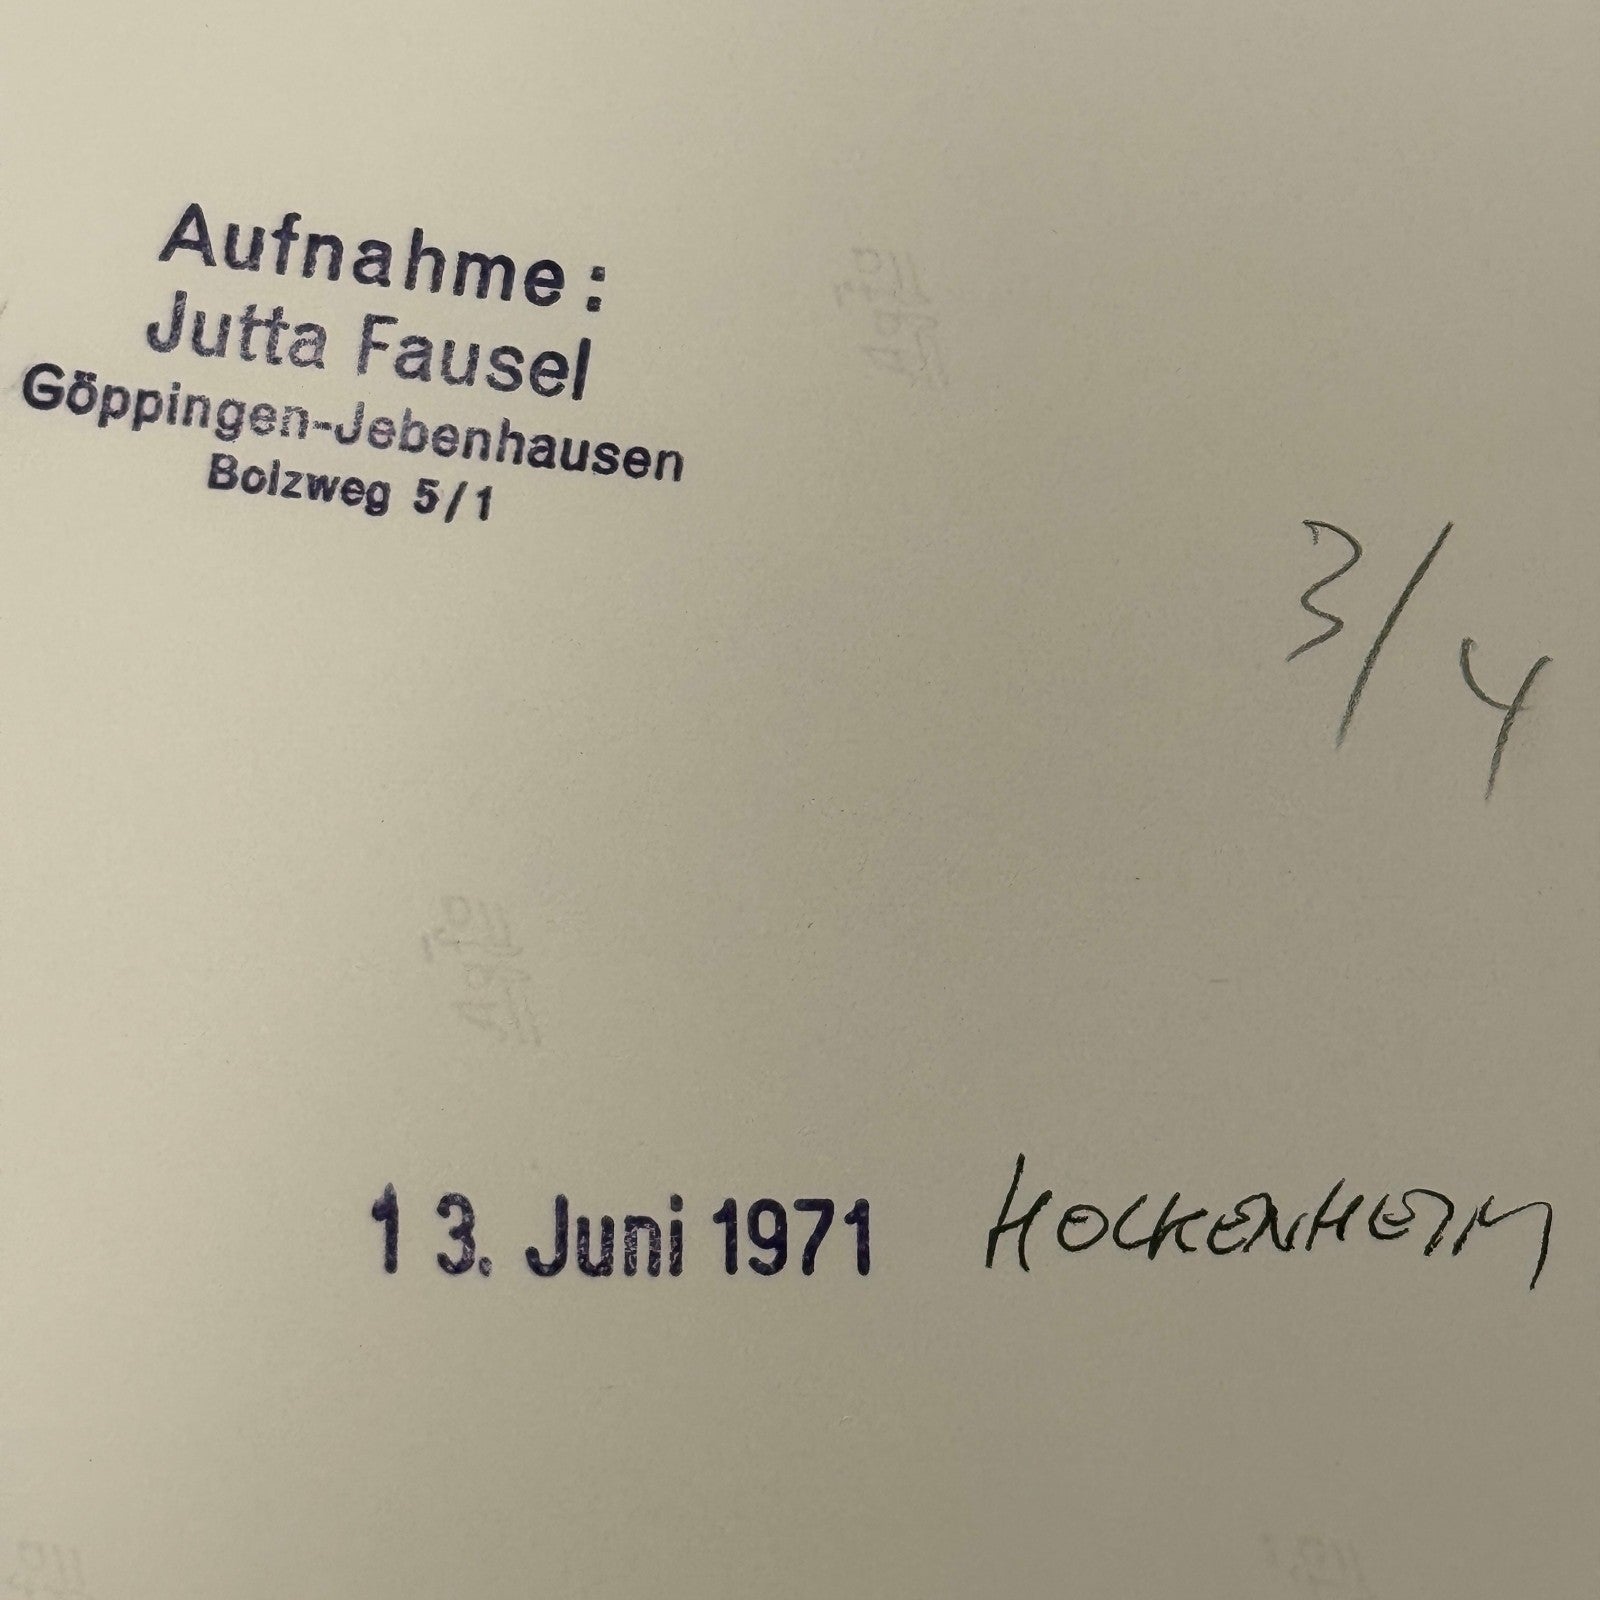 Aufnahme:
Jutta Fausel
Göppingen-Jebenhausen
Bolzweg 5/1
3/4
13. Juni 1971 HOCKENHEIM